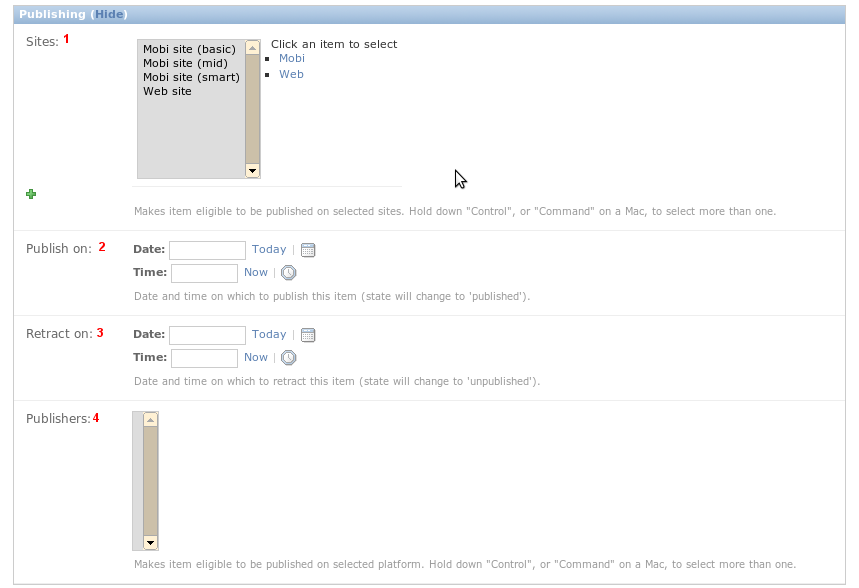 Publishing (Hide)
Sites: 1
Mobi site (basic)
Mobi site (mid)
Mobi site (smart)
Web site
Click an item to select
Mobi
Web
Makes item eligible to be published on selected sites. Hold down "Control", or "Command" on a Mac, to select more than one.
Publish on: 2
Date: Today |
Time: Now |
Date and time on which to publish this item (state will change to 'published').
Retract on: 3
Date: Today |
Time: Now |
Date and time on which to retract this item (state will change to 'unpublished').
Publishers: 4
Makes item eligible to be published on selected platform. Hold down "Control", or "Command" on a Mac, to select more than one.